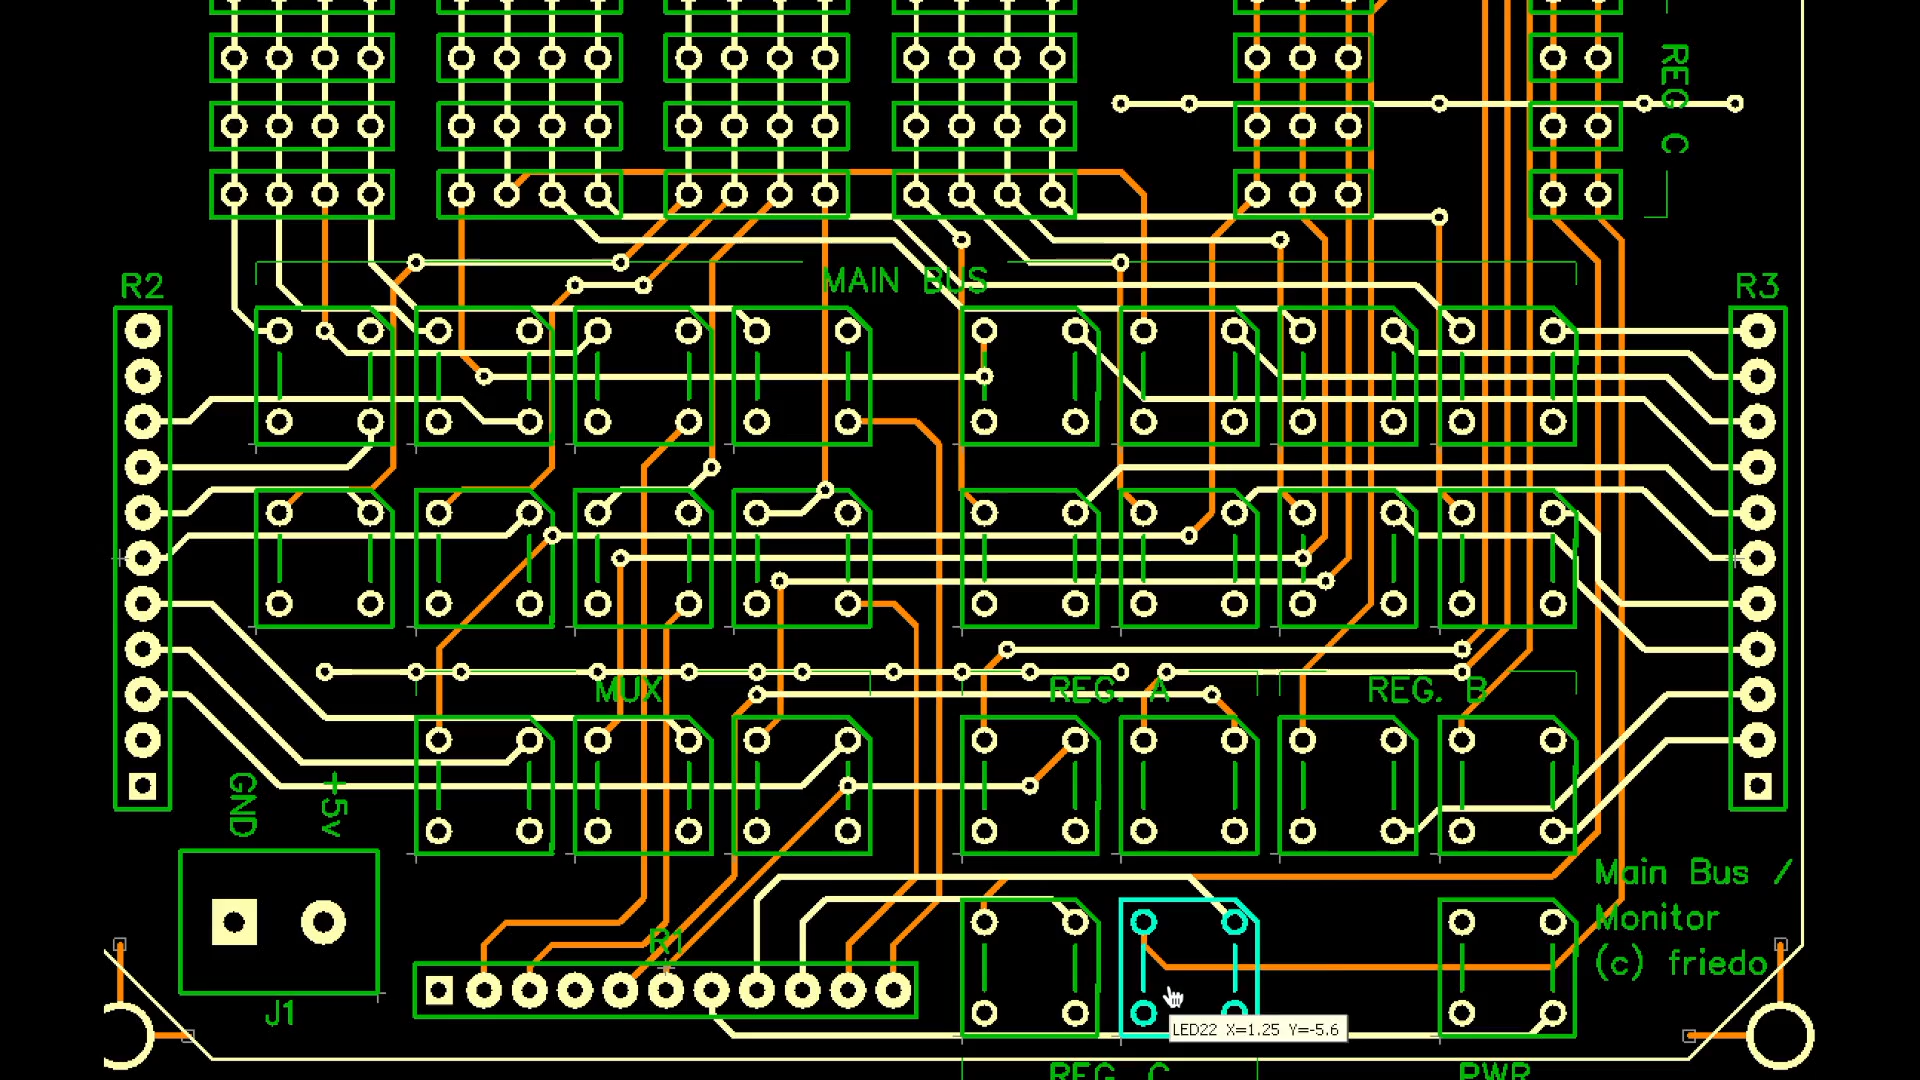 REG C
R2
MAIN BUS
R3
MUX
REG. A
REG. B
GND
+5v
Main Bus /
Monitor
(c) friedo
R1
J1
LED22 X=1.25 Y=-5.6
REG. C
PWR